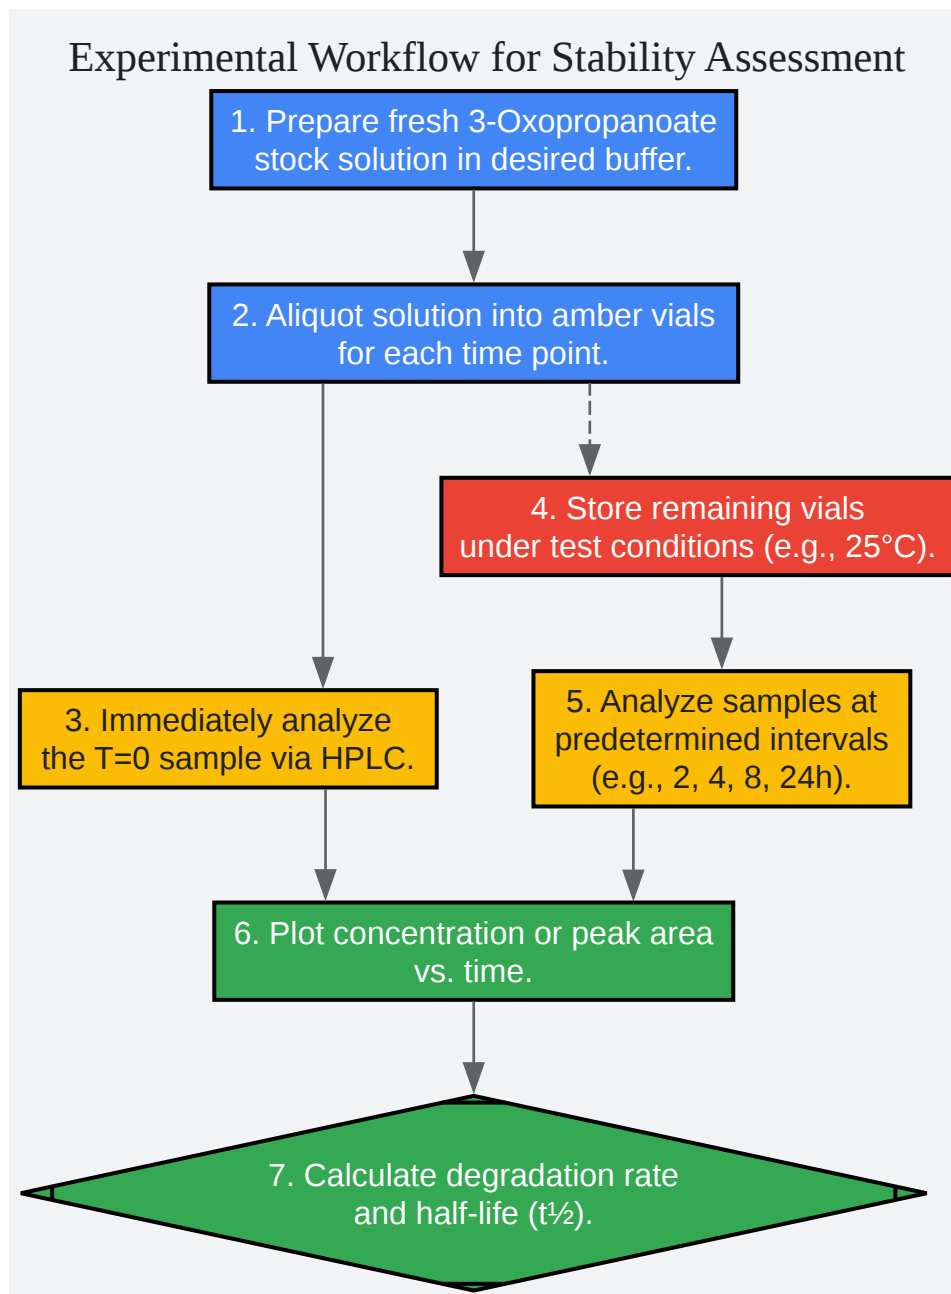 Experimental Workflow for Stability Assessment
1. Prepare fresh 3-Oxopropanoate
stock solution in desired buffer.
2. Aliquot solution into amber vials
for each time point.
4. Store remaining vials
under test conditions (e.g., 25°C).
3. Immediately analyze
the T=0 sample via HPLC.
5. Analyze samples at
predetermined intervals
(e.g., 2, 4, 8, 24h).
6. Plot concentration or peak area
vs. time.
7. Calculate degradation rate
and half-life (t½).